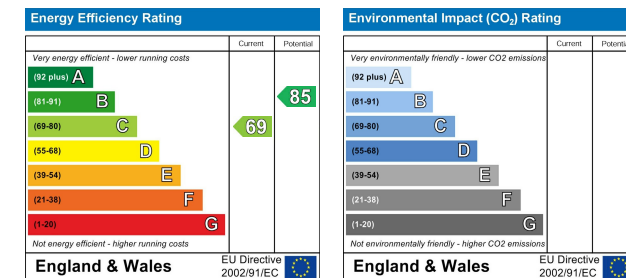 Energy Efficiency Rating
Current Potential
Very energy efficient - lower running costs
(92 plus) A
(81-91) B
85
(69-80) C
69
(55-68) D
(39-54) E
(21-38) F
(1-20) G
Not energy efficient - higher running costs
England & Wales
EU Directive
2002/91/EC
Environmental Impact (CO2) Rating
Current Potenti
Very environmentally friendly - lower CO2 emissions
(92 plus) A
(81-91) B
(69-80) C
(55-68) D
(39-54) E
(21-38) F
(1-20) G
Not environmentally friendly - higher CO2 emissions
England & Wales
EU Directive
2002/91/EC